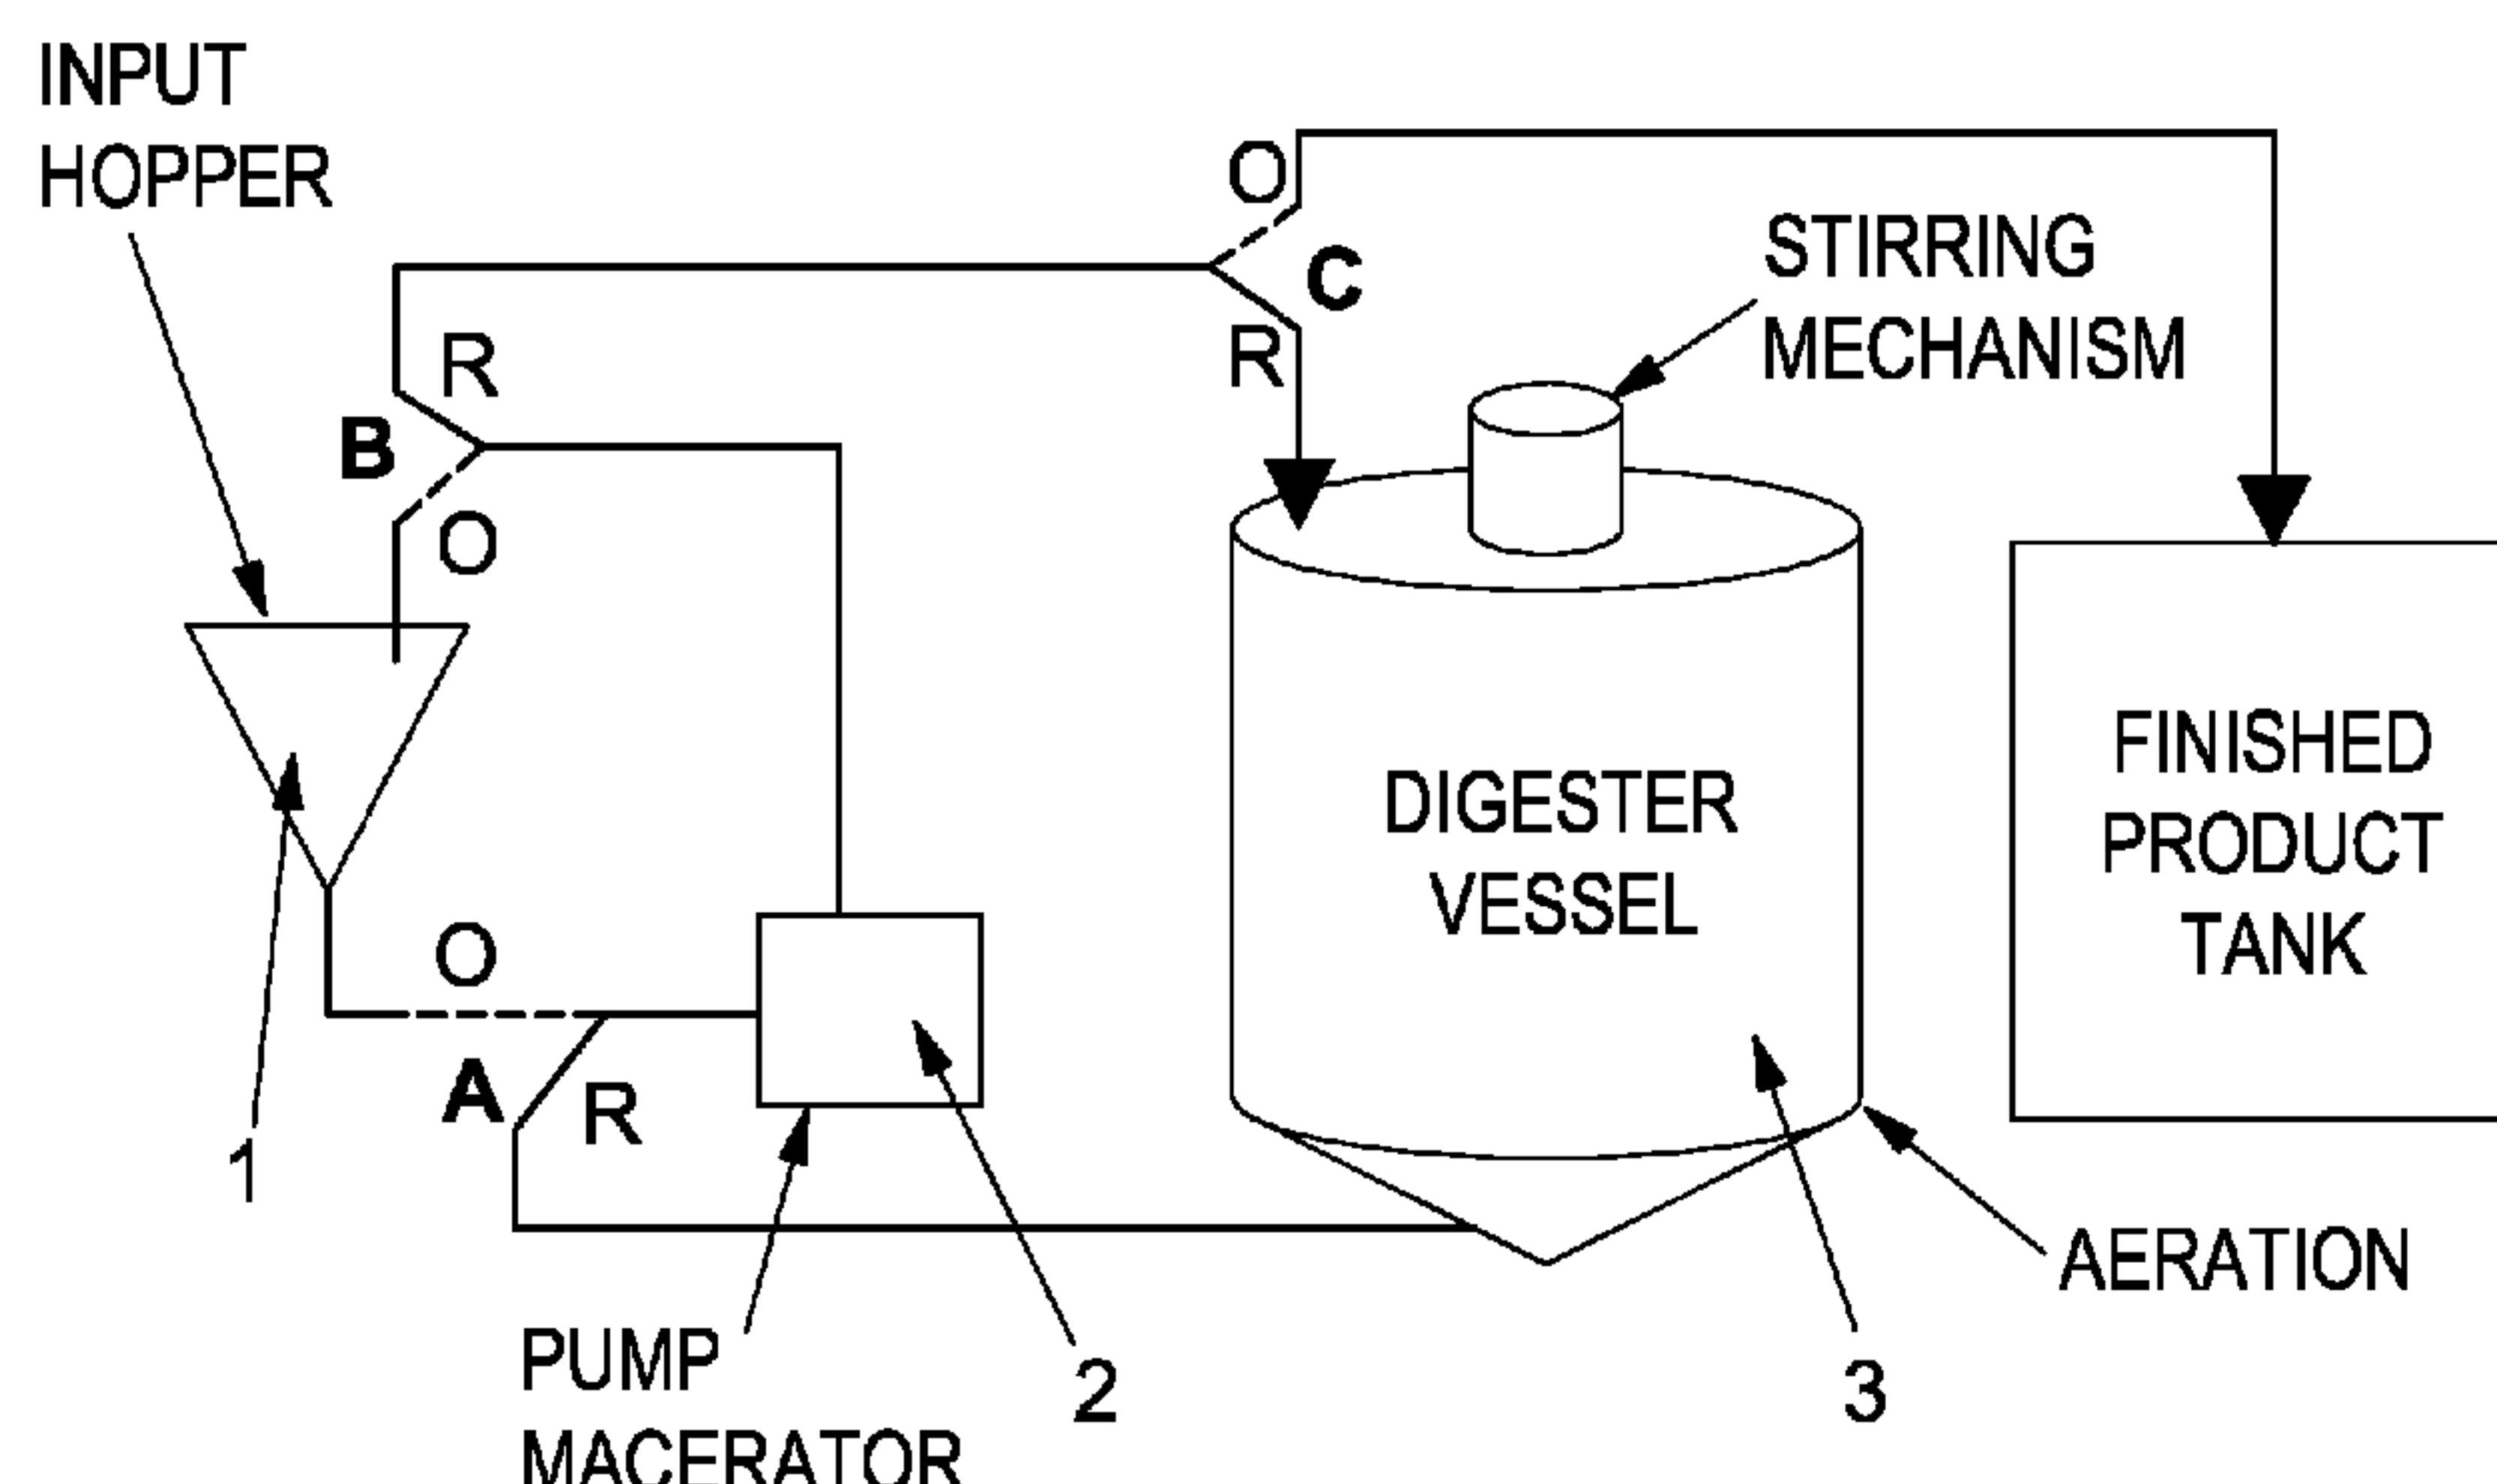 INPUT
HOPPER
O
C
R
STIRRING
MECHANISM
R
B
O
DIGESTER
VESSEL
FINISHED
PRODUCT
TANK
O
A
R
1
AERATION
PUMP
MACERATOR
2
3